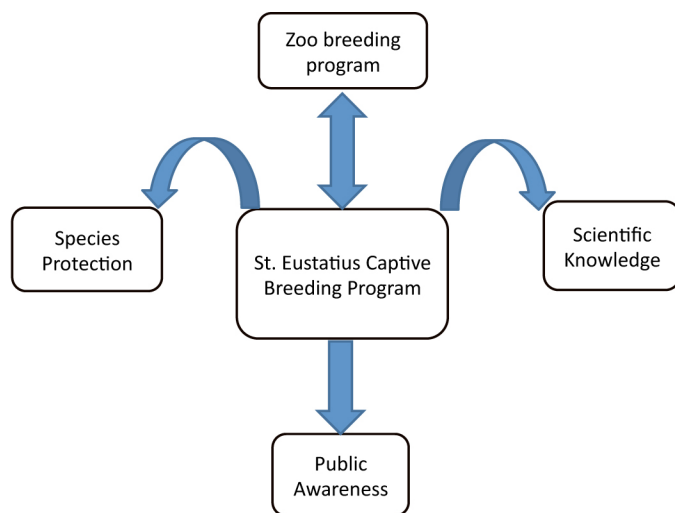 Zoo breeding
program
Species
Protection
St. Eustatius Captive
Breeding Program
Scientific
Knowledge
Public
Awareness